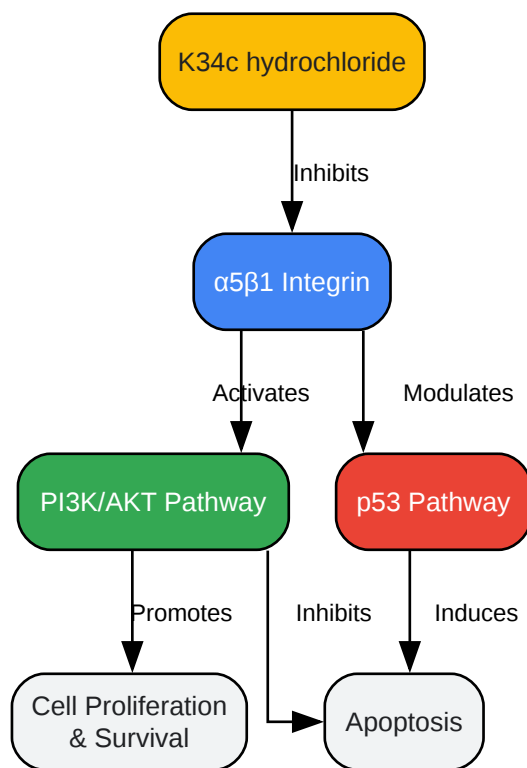 K34c hydrochloride
Inhibits
α5β1 Integrin
Activates
Modulates
PI3K/AKT Pathway
p53 Pathway
Promotes
Inhibits
Induces
Cell Proliferation
& Survival
Apoptosis